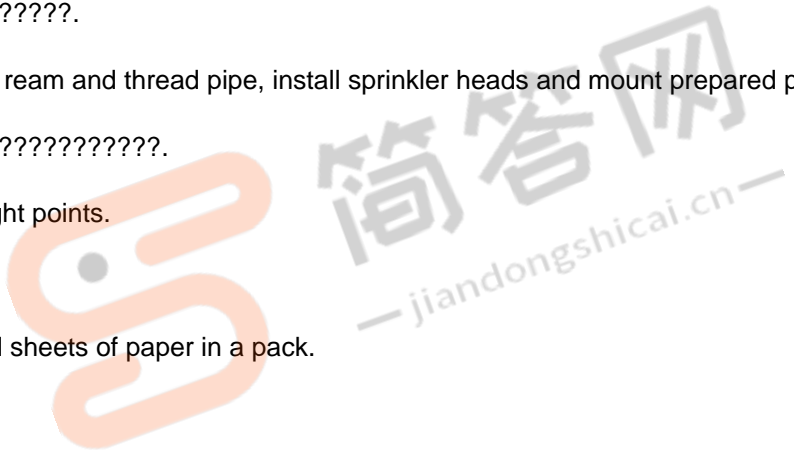 ?????.
ream and thread pipe, install sprinkler heads and mount prepared
???????????.
points.
简答网
jiandongshicai.cn
sheets of paper in a pack.